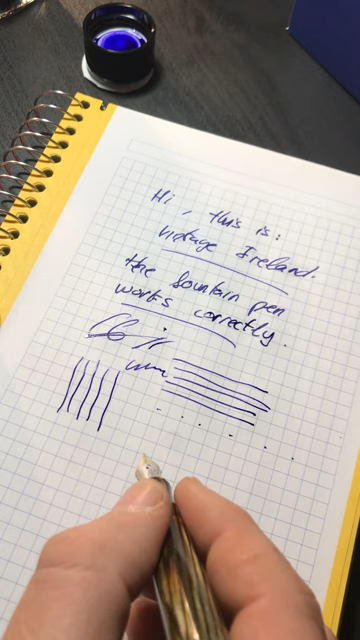 Hi, this is:
Vintage Ireland.
the fountain pen
works correctly.